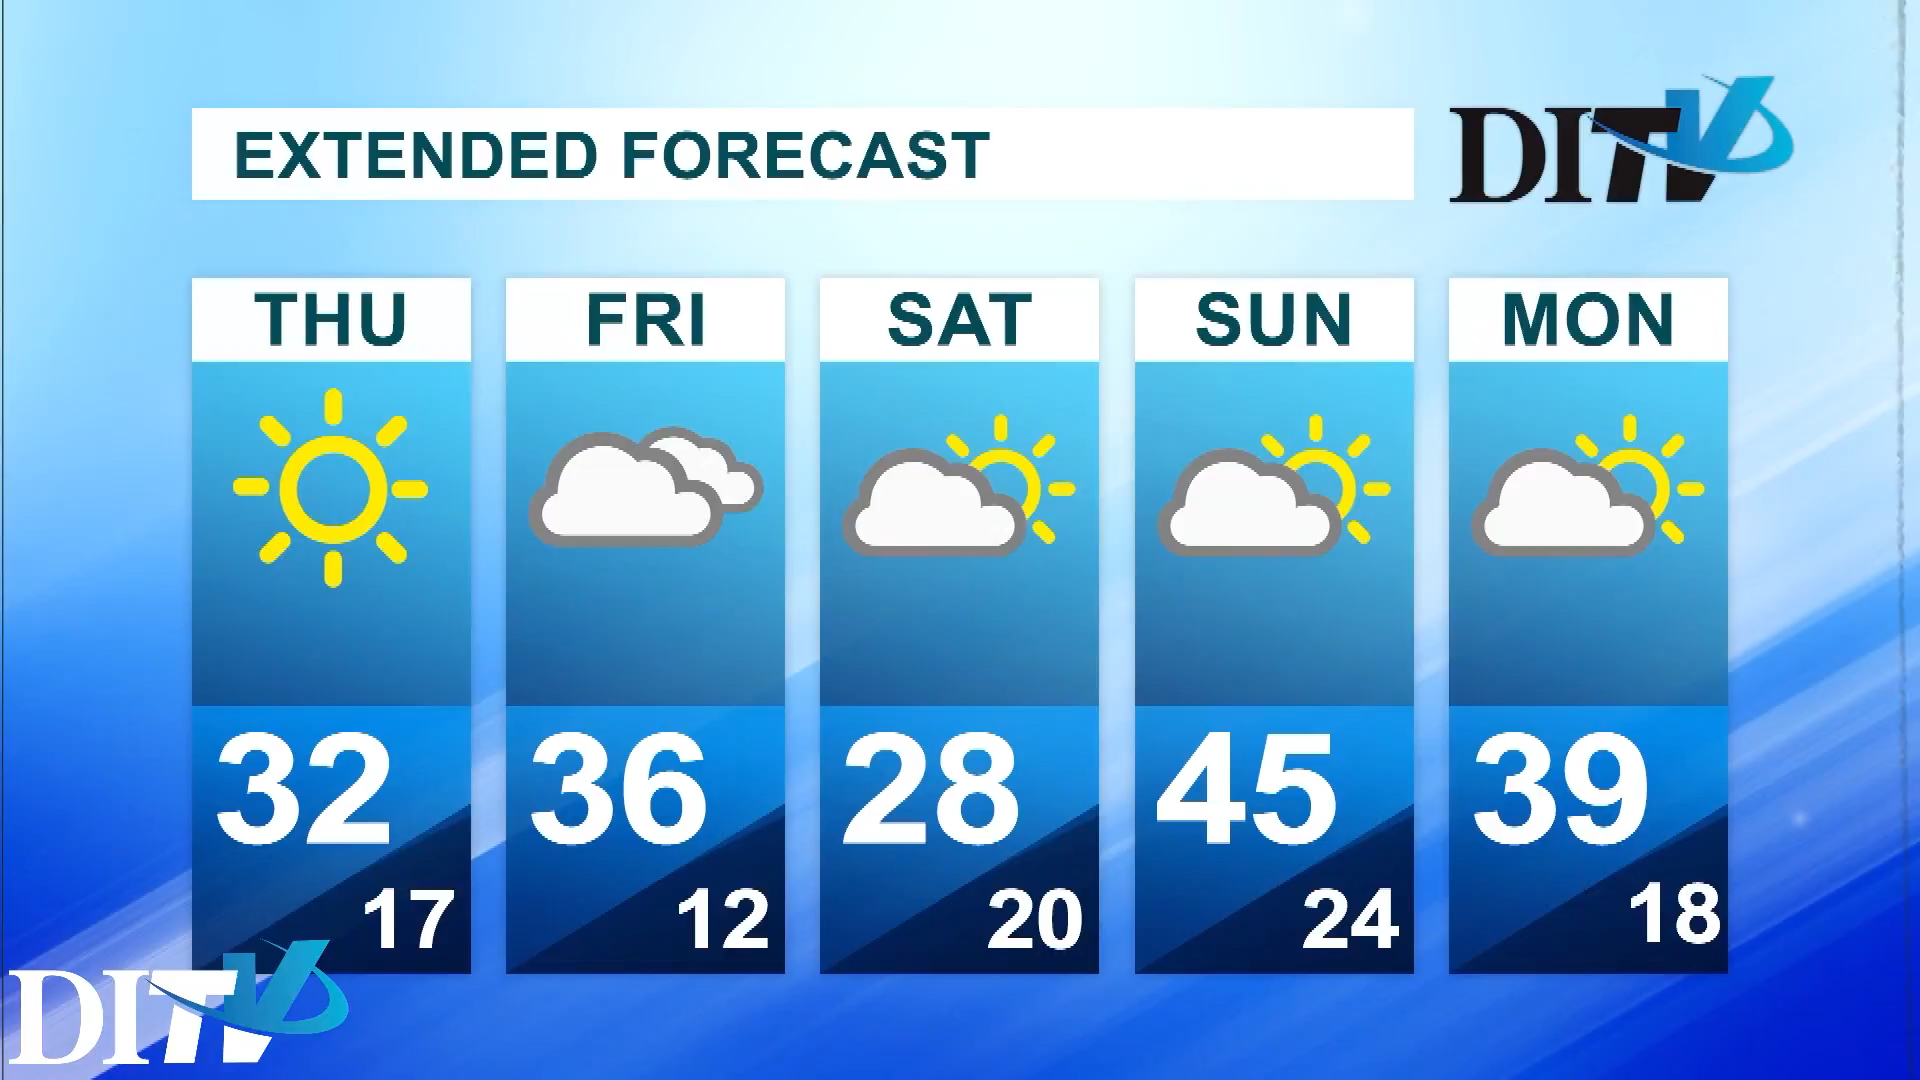 EXTENDED FORECAST
DITV
THU FRI SAT SUN MON
32 36 28 45 39
17 12 20 24 18
DITV